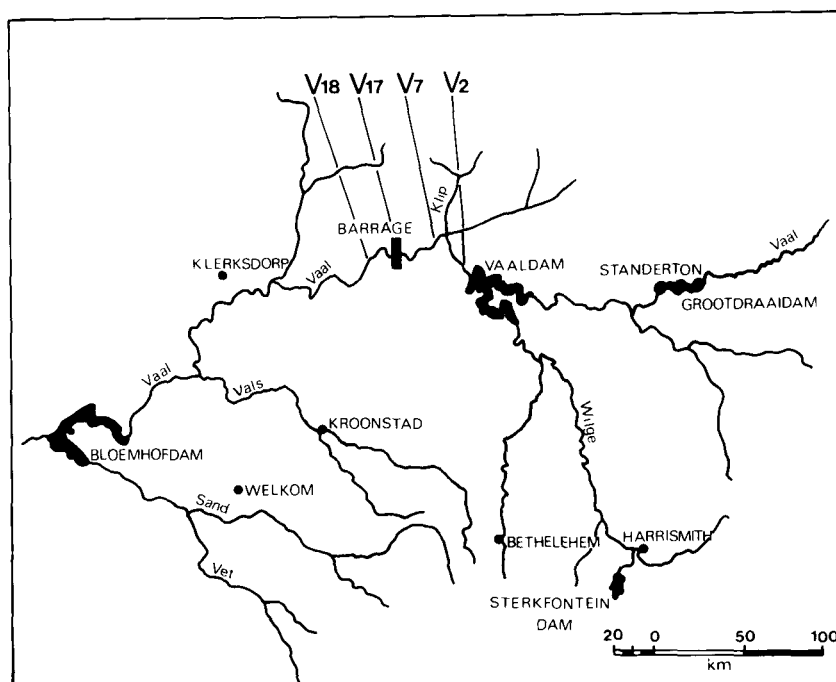 V18 V17 V7 V2
Klip
BARRAGE
Vaal
KLERKSDORP
Vaal
VAALDAM
STANDERTON
GROOTDRAAIDAM
Vaal
Vals
KROONSTAD
Wilge
BLOEMHOFDAM
WELKOM
Sand
Vet
BETHELEHEM
HARRISMITH
STERKFONTEIN
DAM
20 0 50 100
km